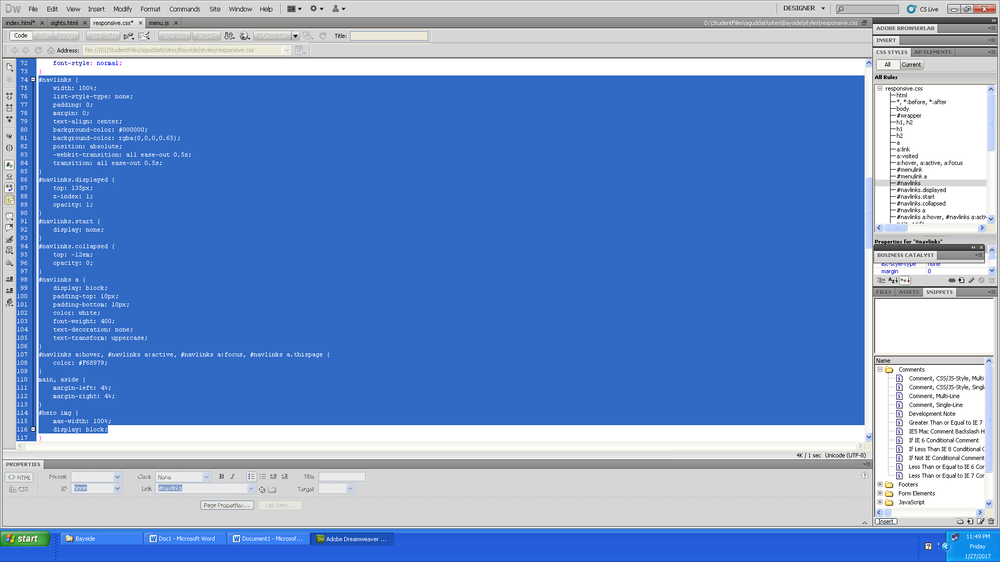 Dw File Edit View Insert Modify Format Commands Site Window Help DESIGNER CS Live
index.html* sights.html responsive.css* menu.js D:\StudentFiles\aguddati\sites\Bayside\styles\responsive.css
Code Split Design Live Code Live View Inspect Multiscreen Title:
Address: file:///D|/StudentFiles/aguddati/sites/Bayside/styles/responsive.css
72 font-style: normal;
73 }
74 #navlinks {
75 width: 100%;
76 list-style-type: none;
77 padding: 0;
78 margin: 0;
79 text-align: center;
80 background-color: #000000;
81 background-color: rgba(0,0,0,0.65);
82 position: absolute;
83 -webkit-transition: all ease-out 0.5s;
84 transition: all ease-out 0.5s;
85 }
86 #navlinks.displayed {
87 top: 135px;
88 z-index: 1;
89 opacity: 1;
90 }
91 #navlinks.start {
92 display: none;
93 }
94 #navlinks.collapsed {
95 top: -12em;
96 opacity: 0;
97 }
98 #navlinks a {
99 display: block;
100 padding-top: 10px;
101 padding-bottom: 10px;
102 color: white;
103 font-weight: 400;
104 text-decoration: none;
105 text-transform: uppercase;
106 }
107 #navlinks a:hover, #navlinks a:active, #navlinks a:focus, #navlinks a.thispage {
108 color: #F68979;
109 }
110 main, aside {
111 margin-left: 4%;
112 margin-right: 4%;
113 }
114 #hero img {
115 max-width: 100%;
116 display: block;
117 }
4K / 1 sec Unicode (UTF-8)
PROPERTIES
HTML Format Class None B I Title
CSS ID None Link #navlinks Target
Page Properties... List Item...
ADOBE BROWSERLAB
INSERT
CSS STYLES AP ELEMENTS
All Current
All Rules
responsive.css
html
*, *:before, *:after
body
#wrapper
h1, h2
h1
h2
a
a:link
a:visited
a:hover, a:active, a:focus
#menulink
#menulink a
#navlinks
#navlinks.displayed
#navlinks.start
#navlinks.collapsed
#navlinks a
#navlinks a:hover, #navlinks a:activ
Properties for "#navlinks"
BUSINESS CATALYST
list-style-type none
margin 0
FILES ASSETS SNIPPETS
Name
Comments
Comment, CSS/JS-Style, Multi-
Comment, CSS/JS-Style, Singl
Comment, Multi-Line
Comment, Single-Line
Development Note
Greater Than or Equal to IE 7
IE5 Mac Comment Backslash H
If IE 6 Conditional Comment
If Less Than IE 8 Conditional C
If Not IE Conditional Comment
Less Than or Equal to IE 6 Cor
Less Than or Equal to IE 7 Cor
Footers
Form Elements
JavaScript
Insert
start Bayside Doc1 - Microsoft Word Document1 - Microsof... Adobe Dreamweaver ... 11:49 PM
Friday
1/27/2017